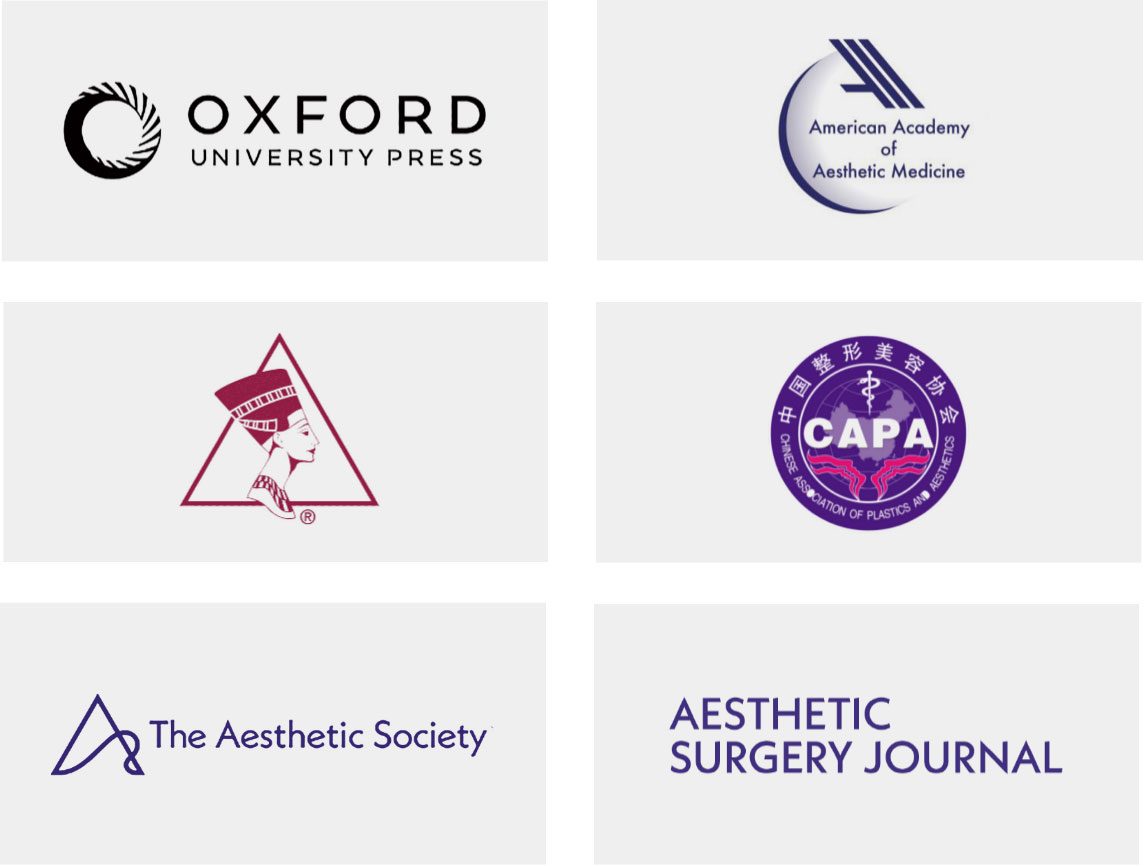 OXFORD
UNIVERSITY PRESS
American Academy
of
Aesthetic Medicine
®
中国整形美容协会
CAPA
CHINESE ASSOCIATION OF PLASTICS AND AESTHETICS
The Aesthetic Society
AESTHETIC
SURGERY JOURNAL